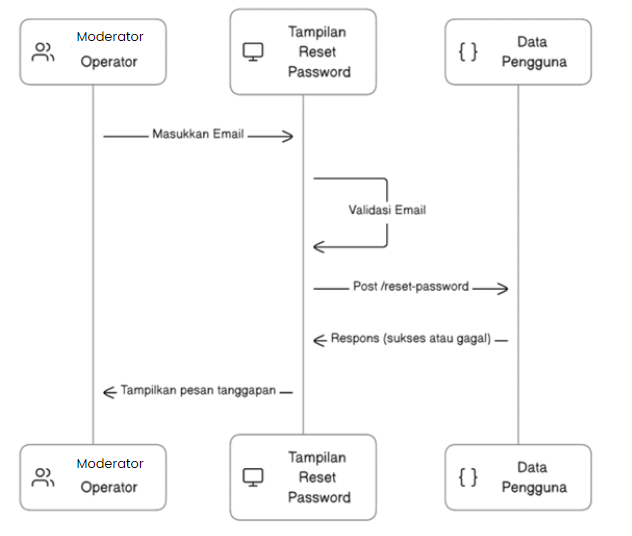 Moderator
Operator
Tampilan
Reset
Password
{ }
Data
Pengguna
Masukkan Email
Validasi Email
Post /reset-password
Respons (sukses atau gagal)
Tampilkan pesan tanggapan
Moderator
Operator
Tampilan
Reset
Password
{ }
Data
Pengguna